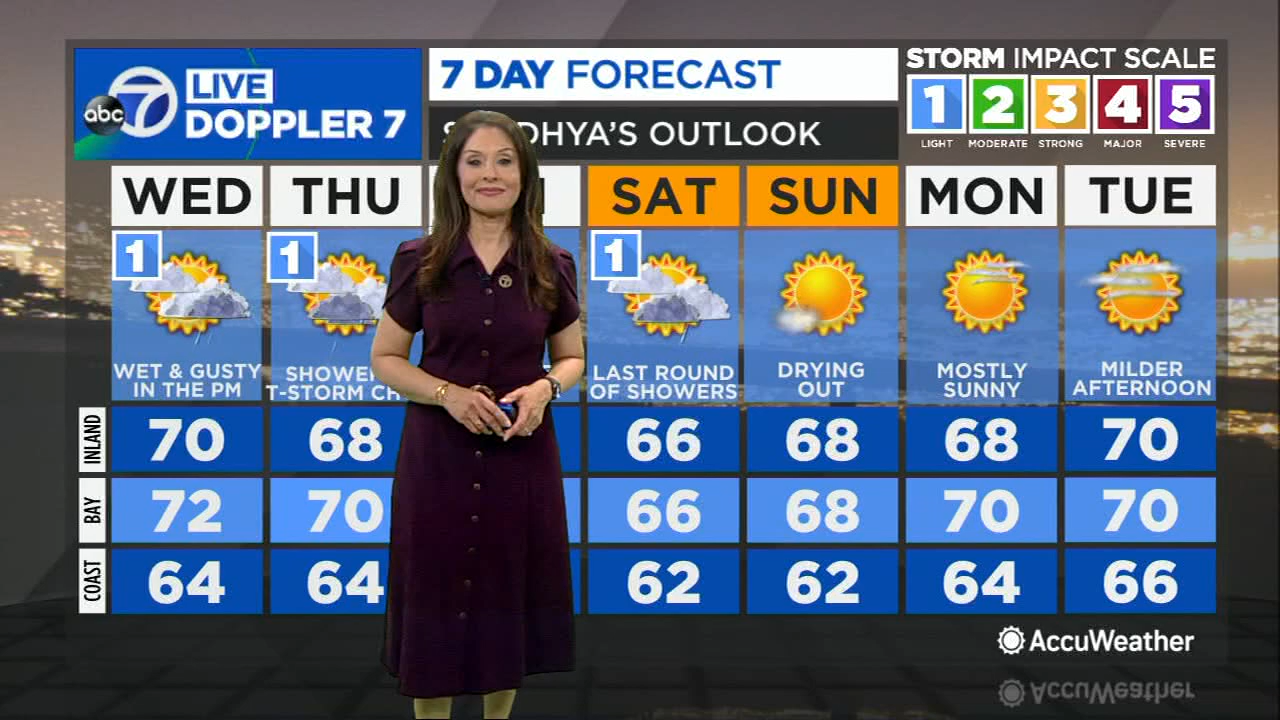 abc 7
LIVE
DOPPLER 7
7 DAY FORECAST
OUTLOOK
STORM IMPACT SCALE
1 2 3 4 5
LIGHT MODERATE STRONG MAJOR SEVERE
WED THU SAT SUN MON TUE
1 1 1
WET & GUSTY
IN THE PM
T-STORM
LAST ROUND
OF SHOWERS
DRYING
OUT
MOSTLY
SUNNY
MILDER
AFTERNOON
INLAND 70 68 66 68 68 70
BAY 72 70 66 68 70 70
COAST 64 64 62 62 64 66
AccuWeather